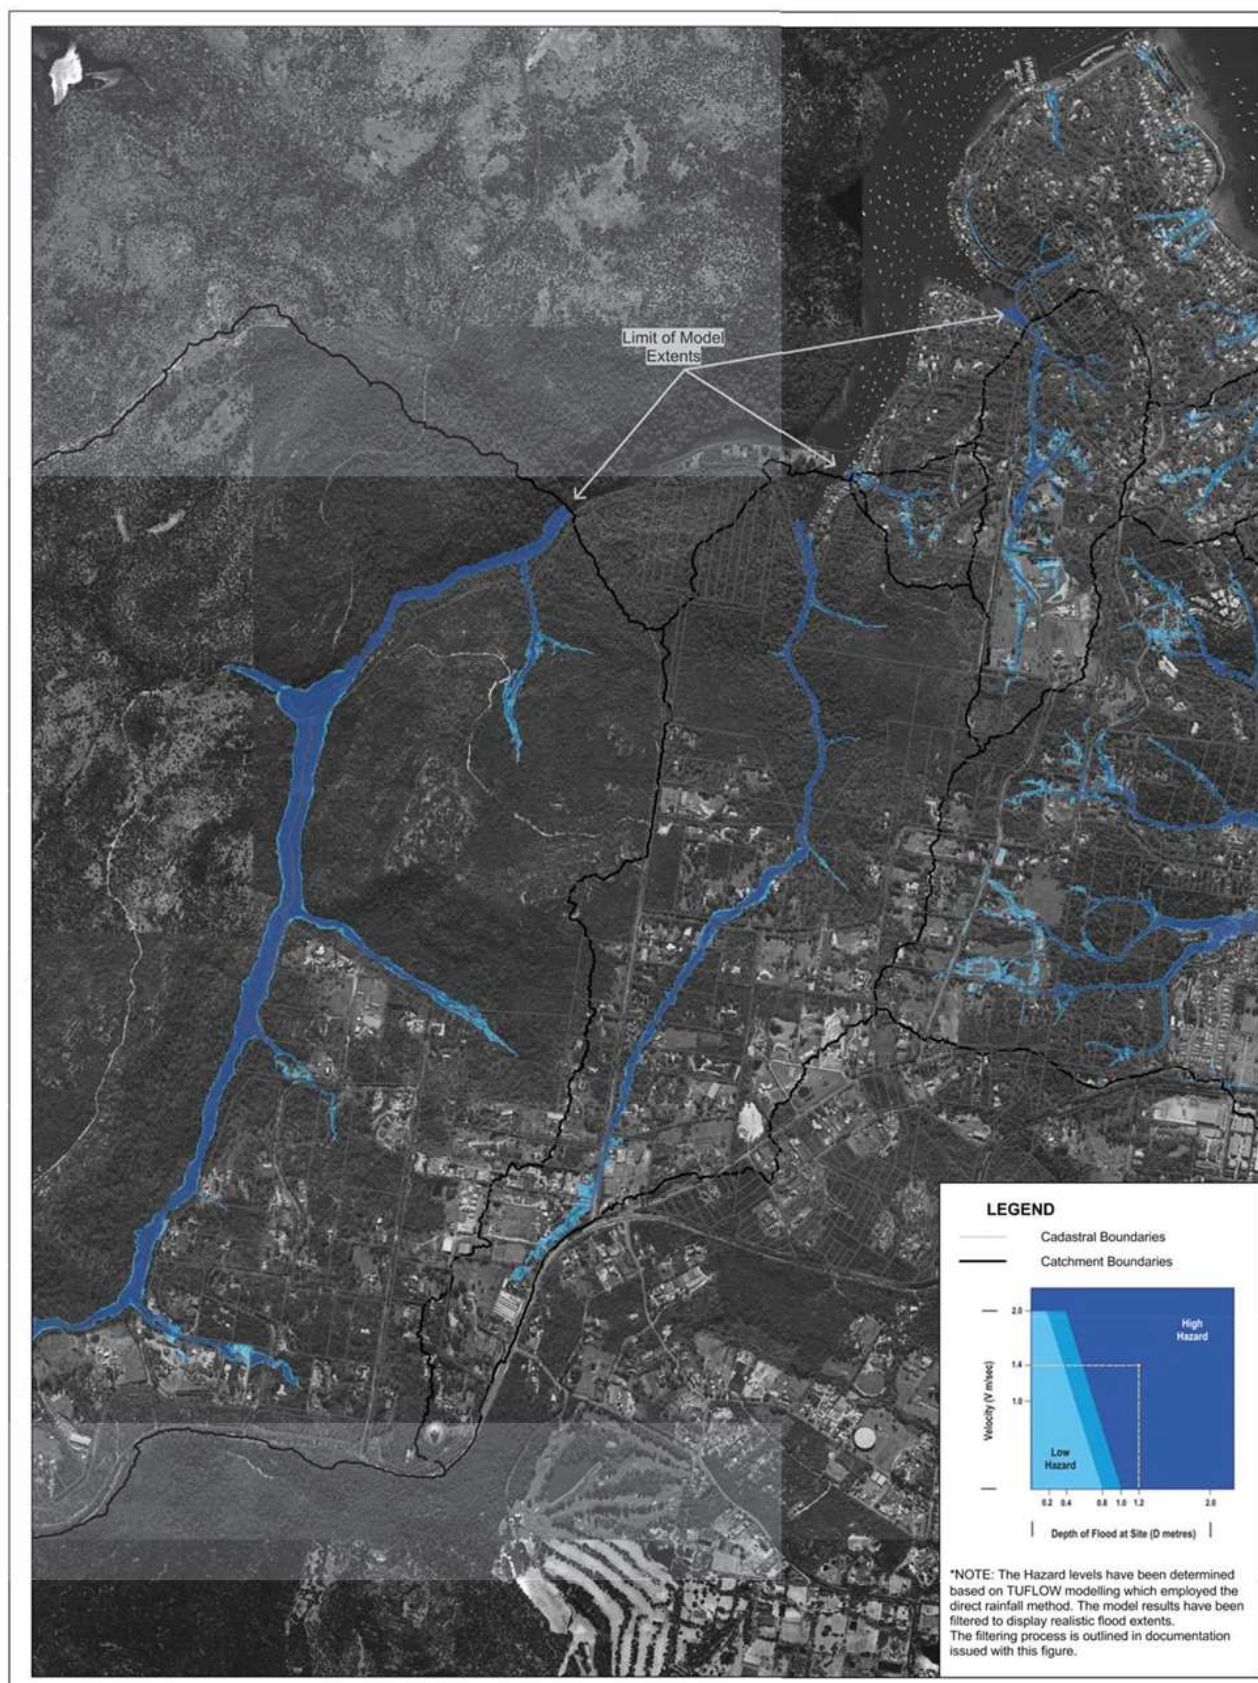 Limit of Model
Extents
LEGEND
Cadastral Boundaries
Catchment Boundaries
2.0
1.4
1.0
Velocity (V m/sec)
High
Hazard
Low
Hazard
0.2 0.4 0.8 1.0 1.2 2.0
Depth of Flood at Site (D metres)
*NOTE: The Hazard levels have been determined
based on TUFLOW modelling which employed the
direct rainfall method. The model results have been
filtered to display realistic flood extents.
The filtering process is outlined in documentation
issued with this figure.